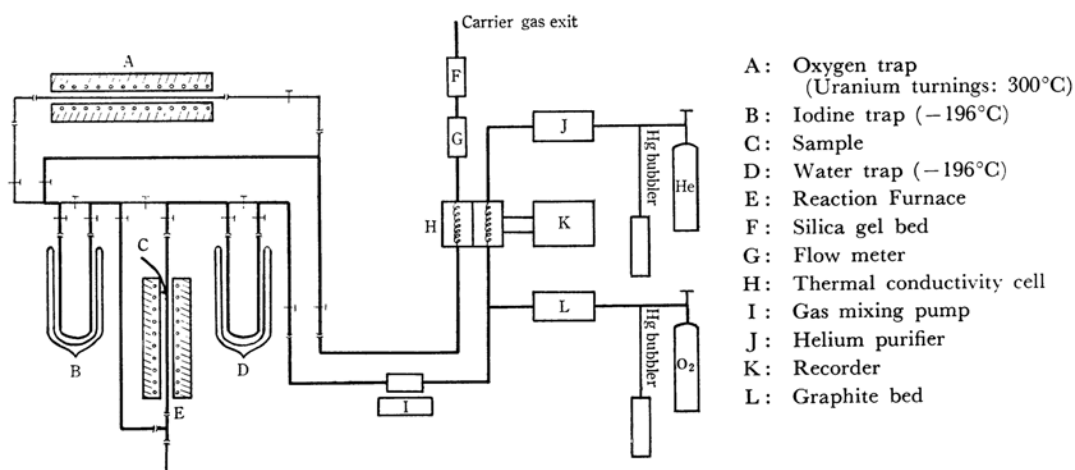 Carrier gas exit
A
F
G
J
Hg bubbler
He
H
K
C
L
Hg bubbler
O₂
B
D
E
I
A: Oxygen trap
(Uranium turnings: 300°C)
B: Iodine trap (−196°C)
C: Sample
D: Water trap (−196°C)
E: Reaction Furnace
F: Silica gel bed
G: Flow meter
H: Thermal conductivity cell
I: Gas mixing pump
J: Helium purifier
K: Recorder
L: Graphite bed